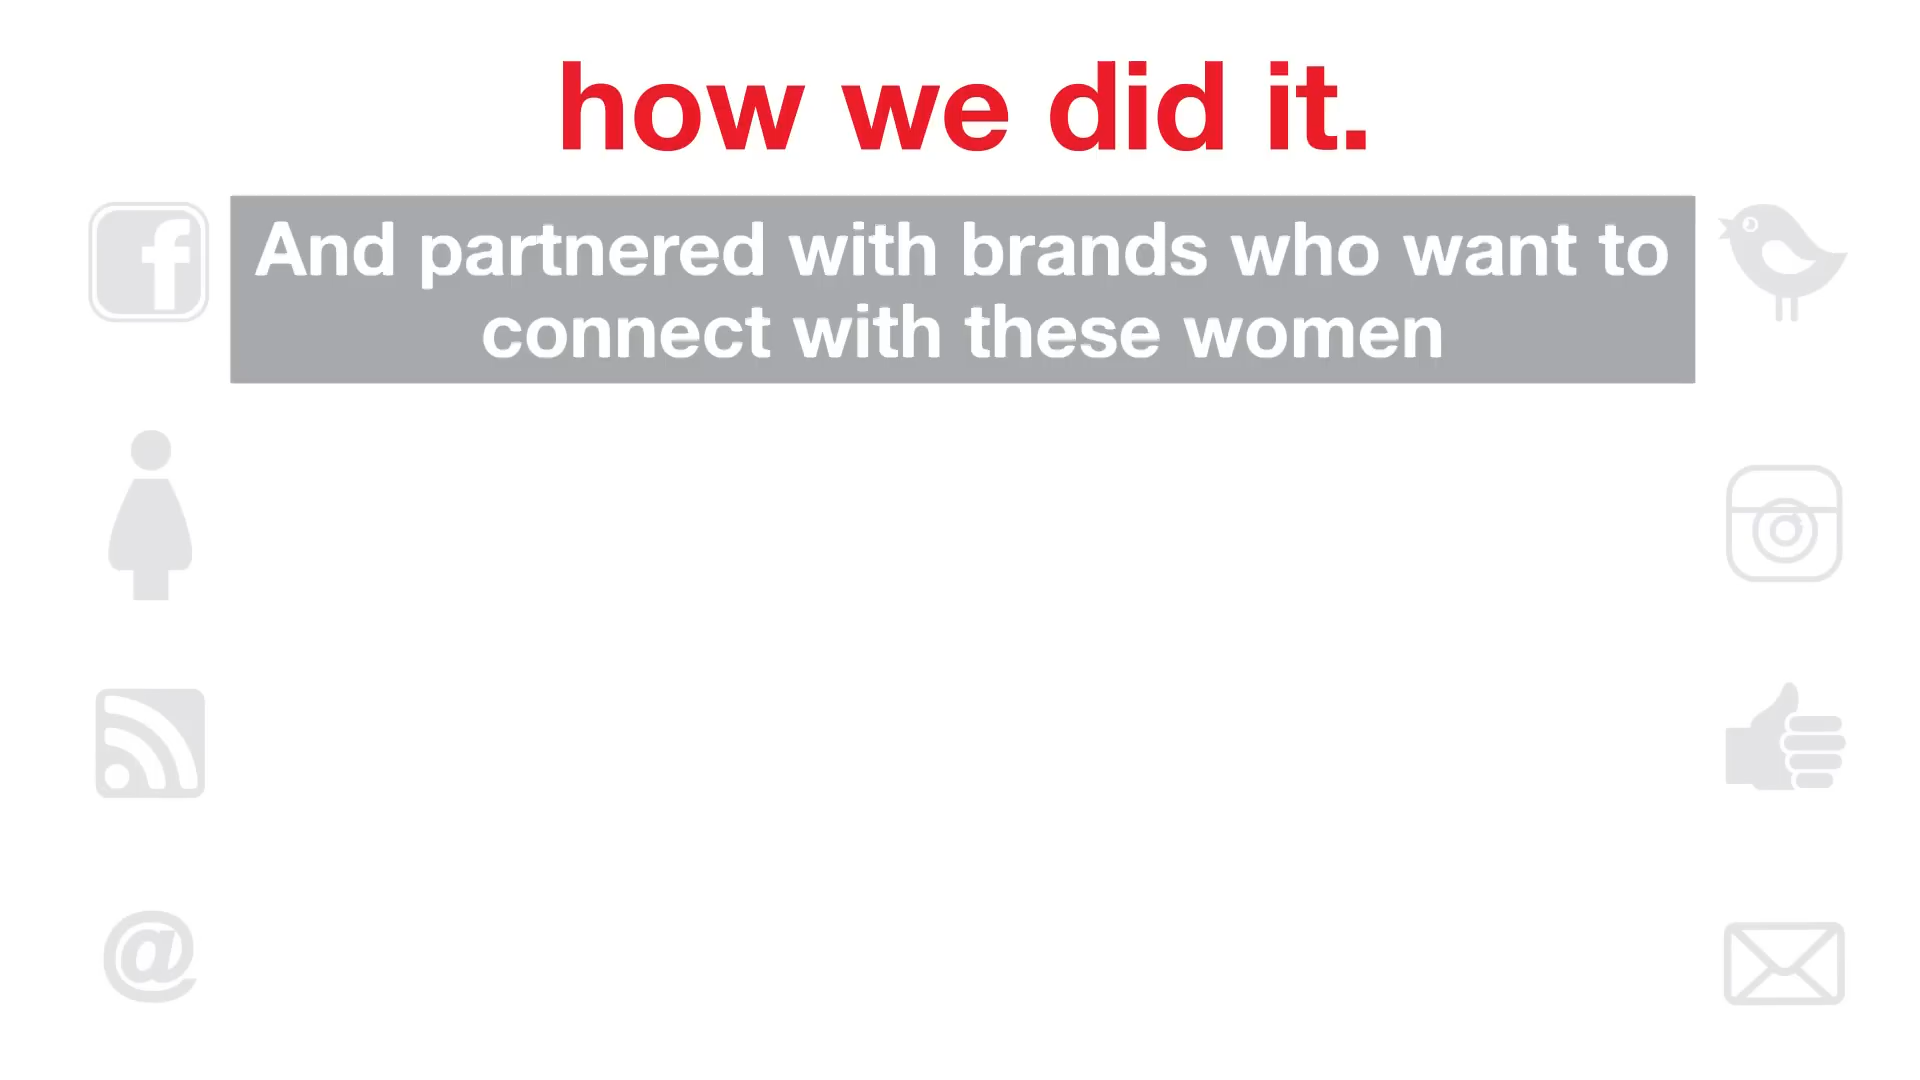 how we did it.
And partnered with brands who want to
connect with these women